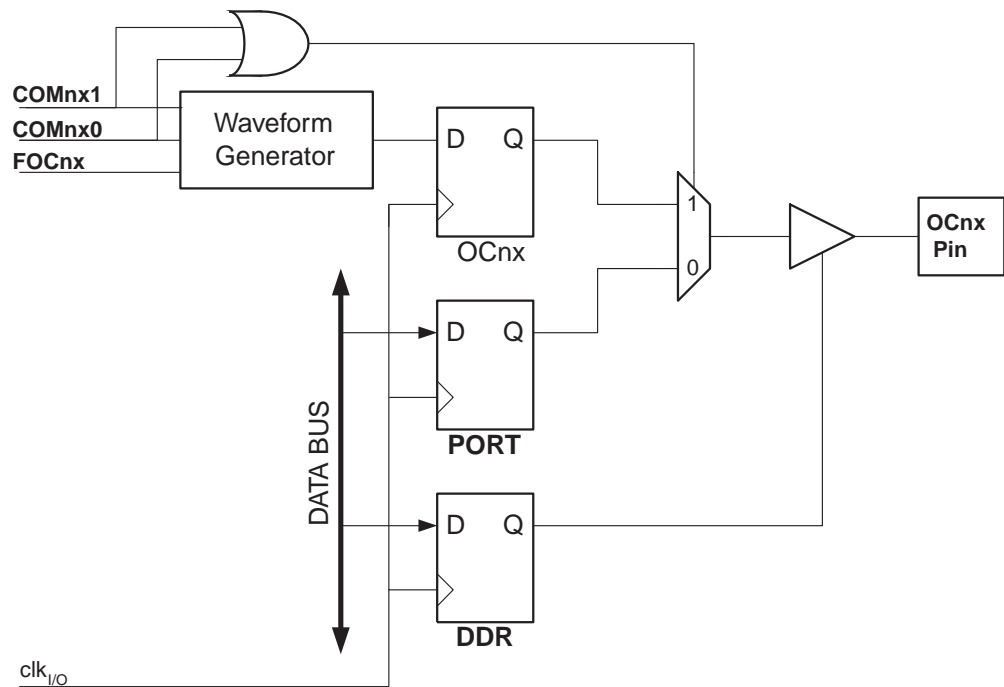 COMnx1
COMnx0
FOCnx
Waveform
Generator
D Q
OCnx
1
0
OCnx
Pin
D Q
PORT
DATA BUS
D Q
DDR
clkI/O